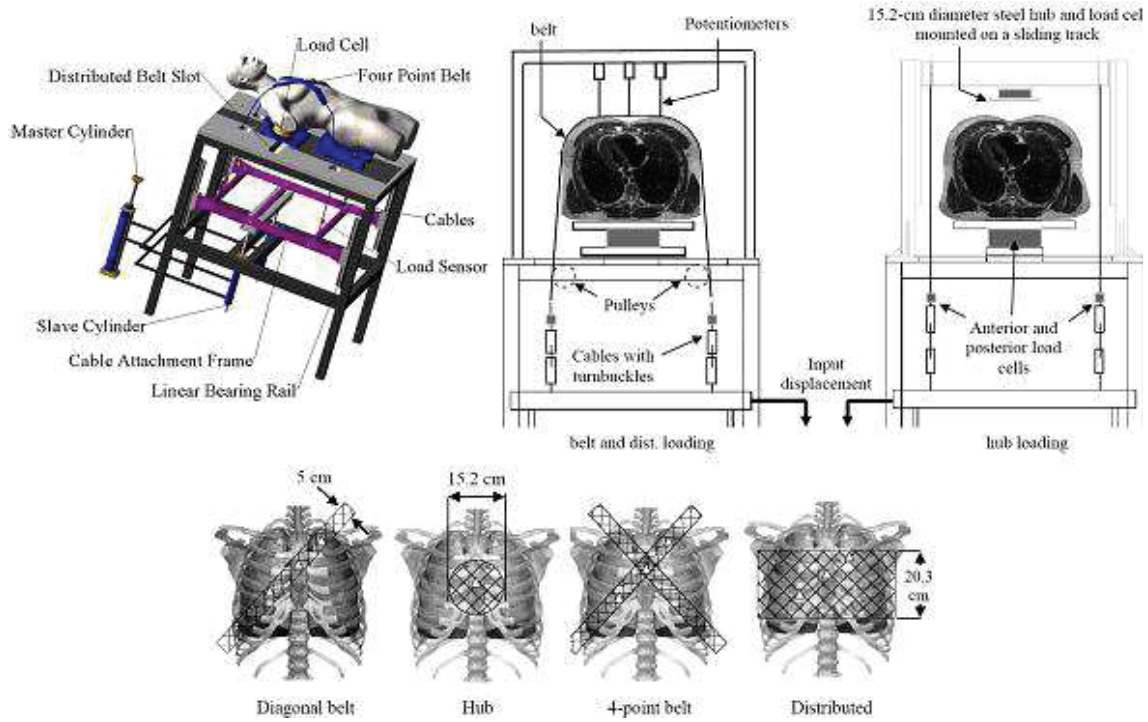 Load Cell
Distributed Belt Slot
Four Point Belt
Master Cylinder
Cables
Load Sensor
Slave Cylinder
Cable Attachment Frame
Linear Bearing Rail
belt
Potentiometers
Pulleys
Cables with
turnbuckles
Input
displacement
belt and dist. loading
15.2-cm diameter steel hub and load cell
mounted on a sliding track
Anterior and
posterior load
cells
hub loading
5 cm
15.2 cm
20.3
cm
Diagonal belt
Hub
4-point belt
Distributed